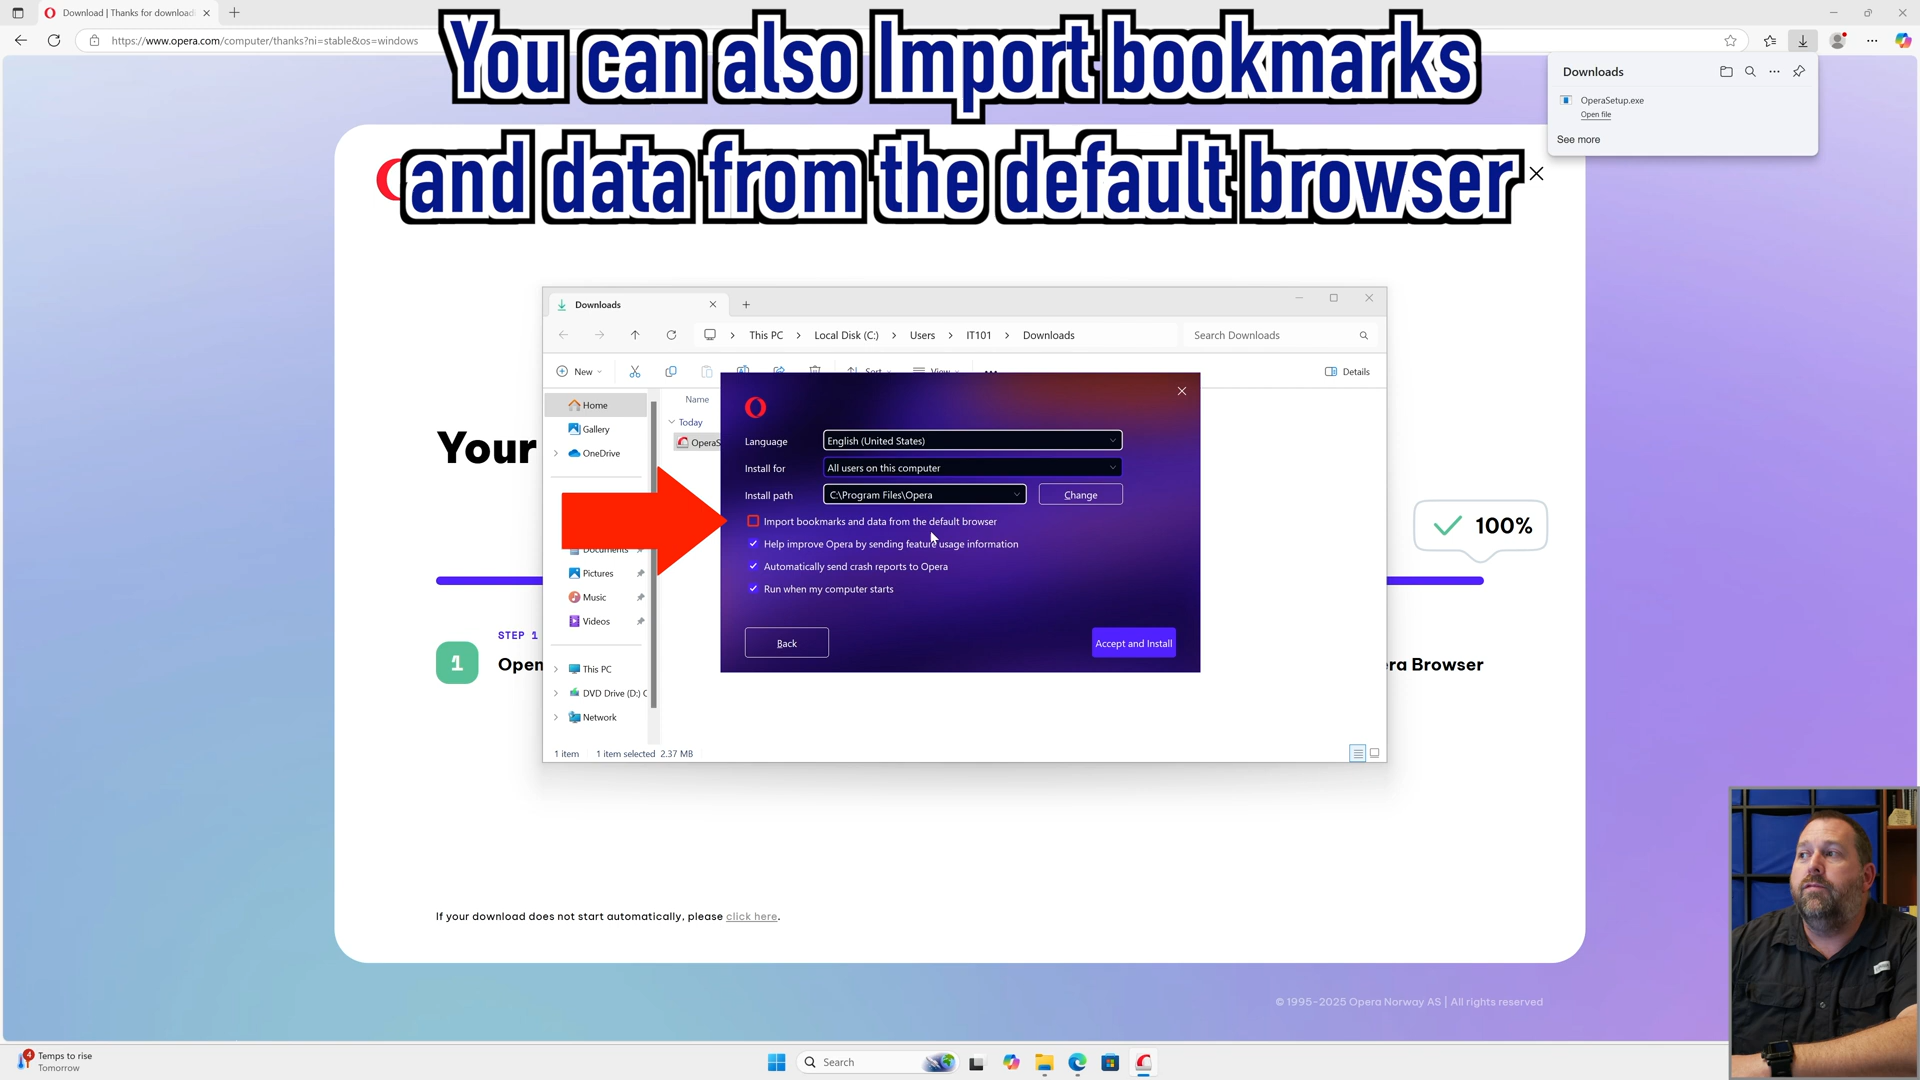 Download | Thanks for download
https://www.opera.com/computer/thanks?ni=stable&os=windows
You can also Import bookmarks
and data from the default browser
Downloads
OperaSetup.exe
Open file
See more
Downloads
This PC
Local Disk (C:)
Users
IT101
Downloads
Search Downloads
New
Sort
View
Details
Name
Home
Gallery
OneDrive
Documents
Pictures
Music
Videos
This PC
DVD Drive (D:) C
Network
Today
OperaS
1 item
1 item selected 2.37 MB
Language
English (United States)
Install for
All users on this computer
Install path
C:\Program Files\Opera
Change
Import bookmarks and data from the default browser
Help improve Opera by sending feature usage information
Automatically send crash reports to Opera
Run when my computer starts
Back
Accept and Install
Your
100%
STEP 1
1
Open
era Browser
If your download does not start automatically, please click here.
© 1995-2025 Opera Norway AS | All rights reserved
4
Temps to rise
Tomorrow
Search